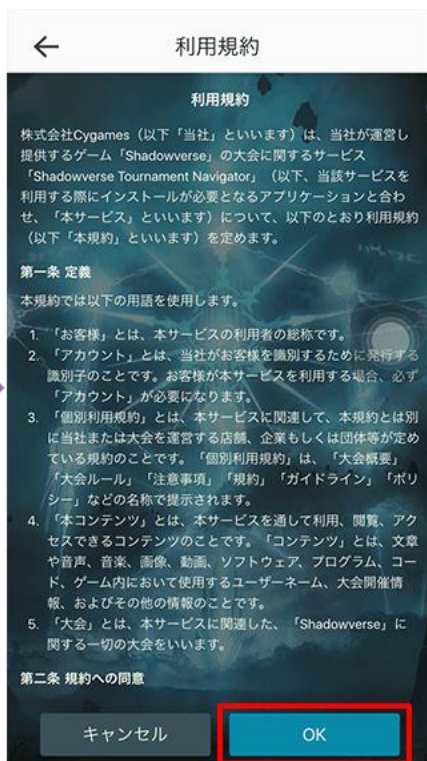 利用規約
利用規約
株式会社Cygames（以下「当社」といいます）は、当社が運営し
提供するゲーム「Shadowverse」の大会に関するサービス
「Shadowverse Tournament Navigator」（以下、当該サービスを
利用する際にインストールが必要となるアプリケーションと合わ
せ、「本サービス」といいます）について、以下のとおり利用規約
（以下「本規約」といいます）を定めます。
第一条 定義
本規約では以下の用語を使用します。
1. 「お客様」とは、本サービスの利用者の総称です。
2. 「アカウント」とは、当社がお客様を識別するために発行する
識別子のことです。お客様が本サービスを利用する場合、必ず
「アカウント」が必要になります。
3. 「個別利用規約」とは、本サービスに関連して、本規約とは別
に当社または大会を運営する店舗、企業もしくは団体等が定め
ている規約のことです。「個別利用規約」は、「大会概要」
「大会ルール」「注意事項」「規約」「ガイドライン」「ポリ
シー」などの名称で提示されます。
4. 「本コンテンツ」とは、本サービスを通して利用、閲覧、アク
セスできるコンテンツのことです。「コンテンツ」とは、文章
や音声、音楽、画像、動画、ソフトウェア、プログラム、コー
ド、ゲーム内において使用するユーザーネーム、大会開催情
報、およびその他の情報のことです。
5. 「大会」とは、本サービスに関連した、「Shadowverse」に
関する一切の大会をいいます。
第二条 規約への同意
キャンセル
OK